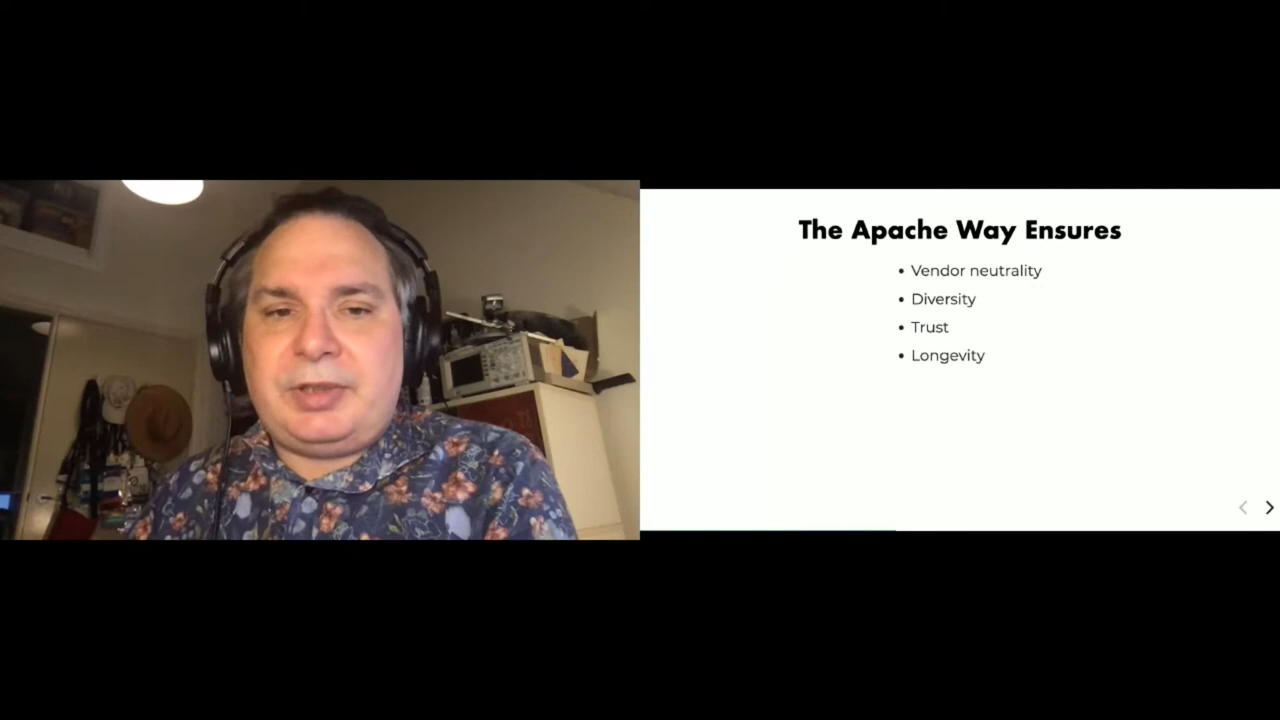 The Apache Way Ensures
• Vendor neutrality
• Diversity
• Trust
• Longevity